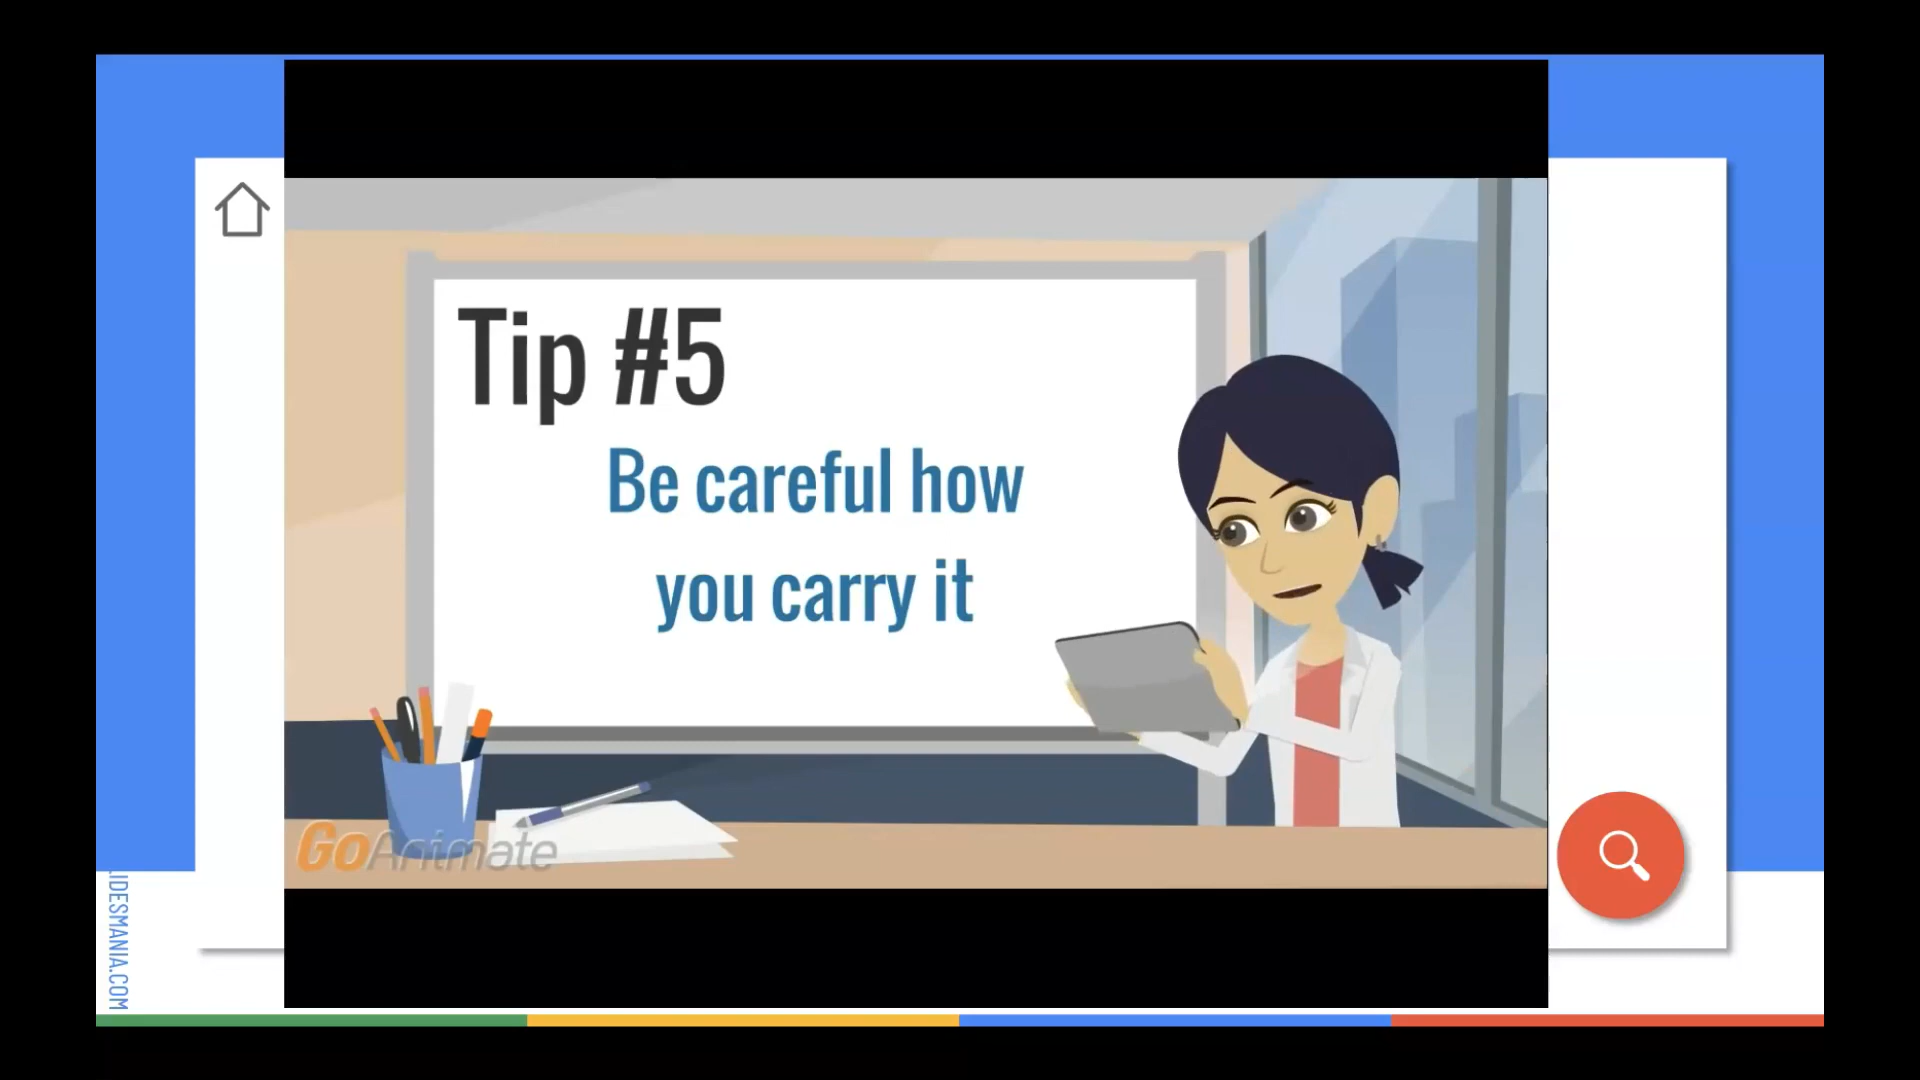 Tip #5
Be careful how
you carry it
GoAnimate
IDESMANIA.COM